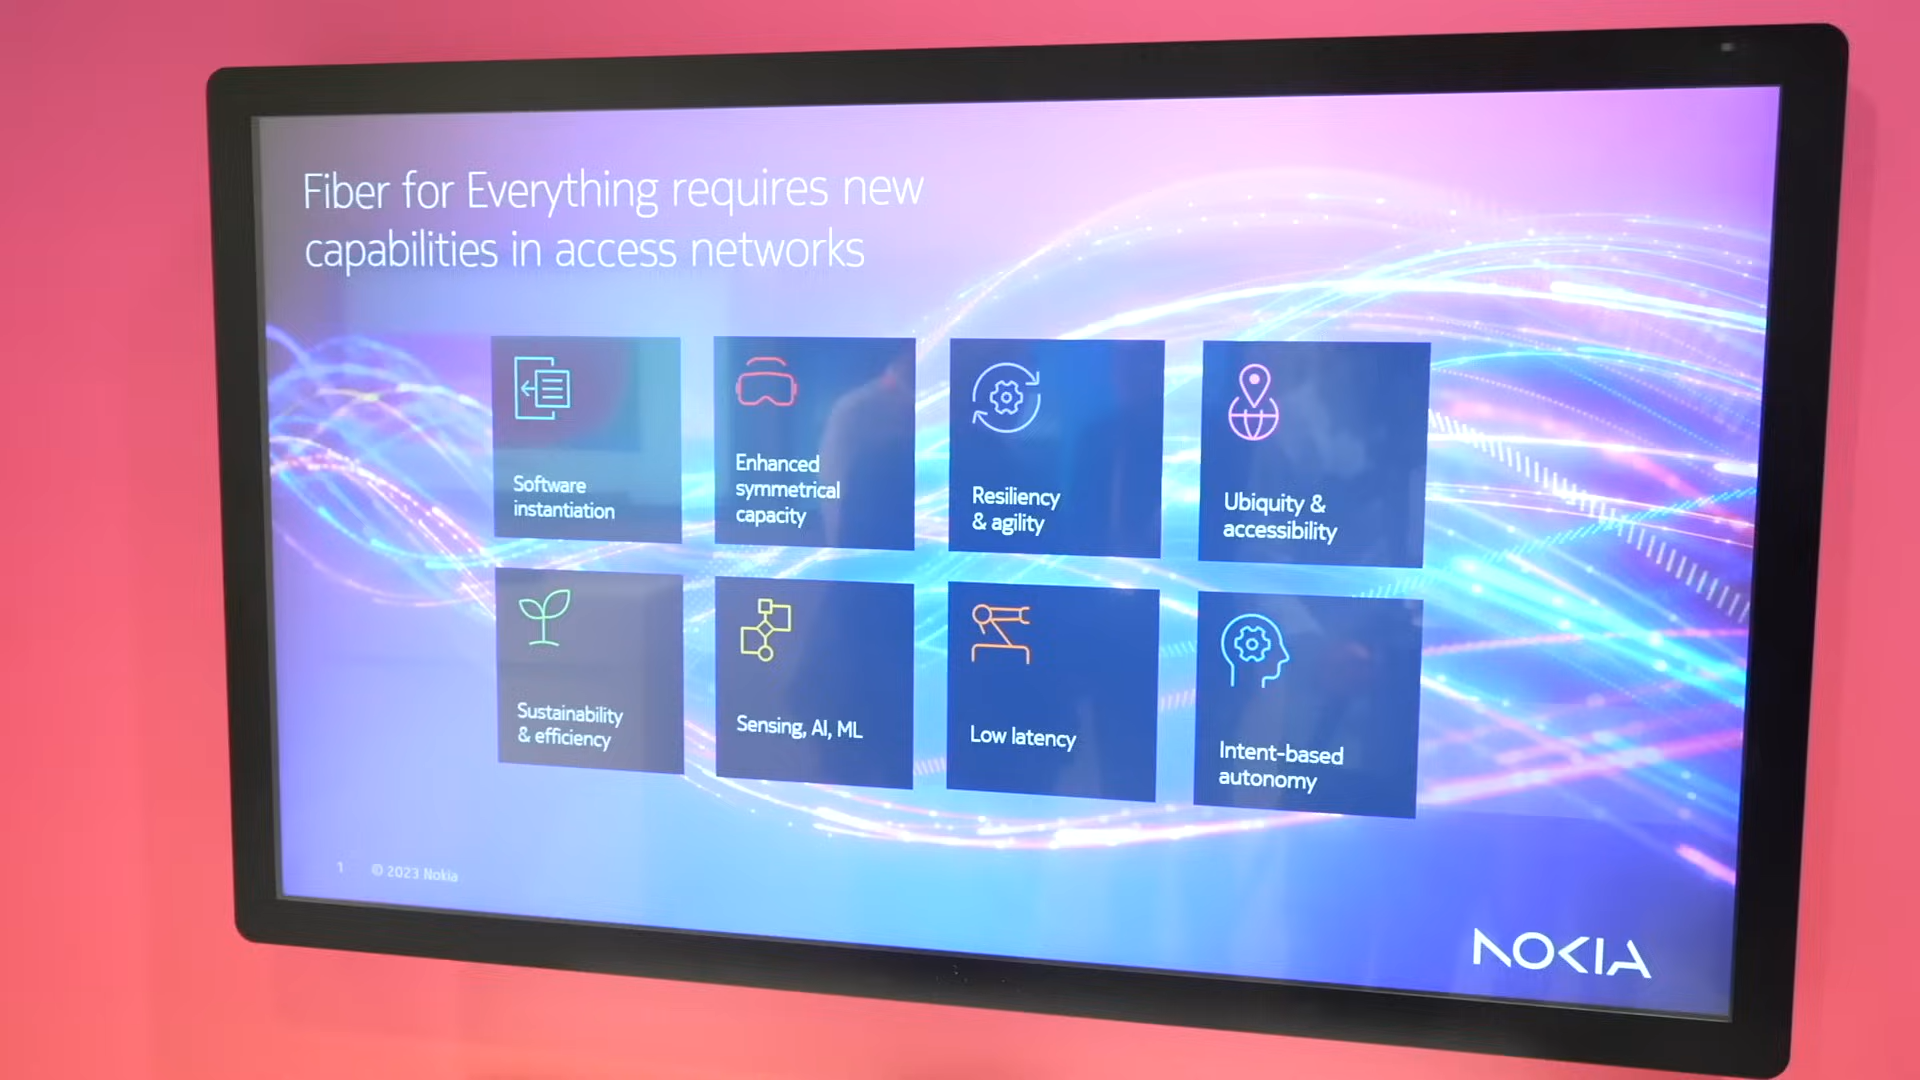 Fiber for Everything requires new
capabilities in access networks
Software
instantiation
Enhanced
symmetrical
capacity
Resiliency
& agility
Ubiquity &
accessibility
Sustainability
& efficiency
Sensing, AI, ML
Low latency
Intent-based
autonomy
1 © 2023 Nokia
NOKIA